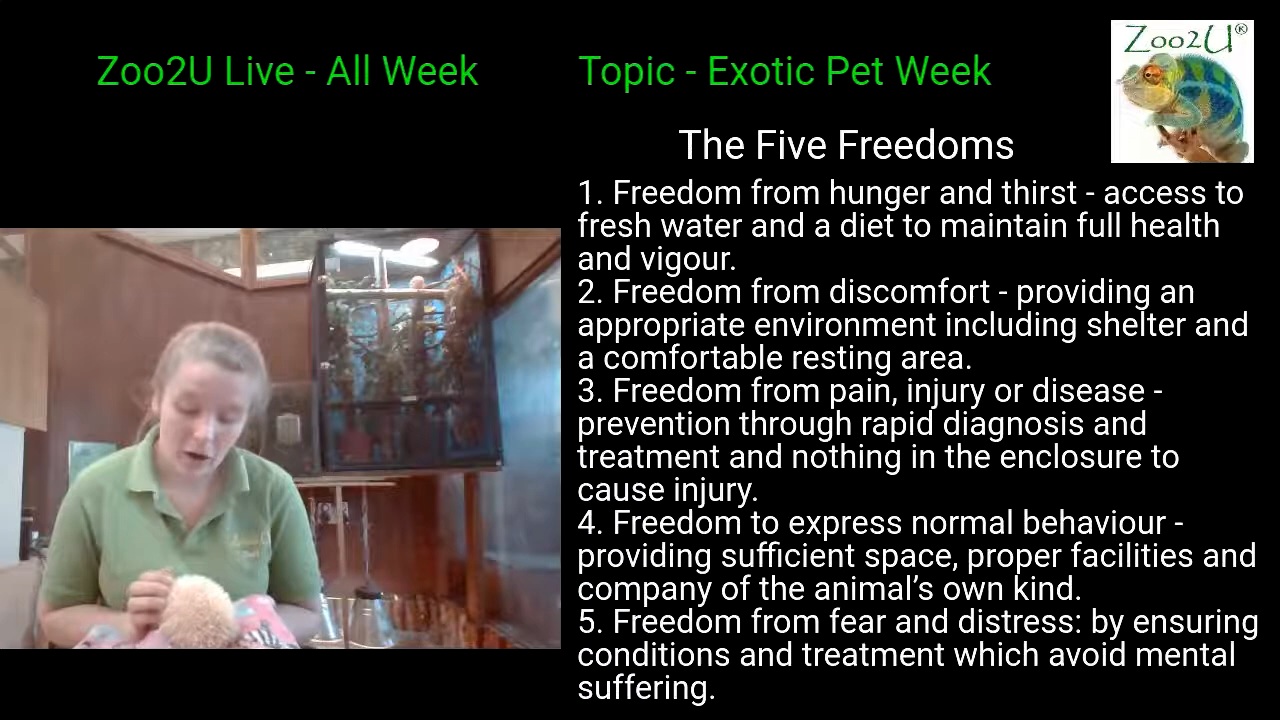 Zoo2U Live - All Week
Topic - Exotic Pet Week
Zoo2U®
The Five Freedoms
1. Freedom from hunger and thirst - access to
fresh water and a diet to maintain full health
and vigour.
2. Freedom from discomfort - providing an
appropriate environment including shelter and
a comfortable resting area.
3. Freedom from pain, injury or disease -
prevention through rapid diagnosis and
treatment and nothing in the enclosure to
cause injury.
4. Freedom to express normal behaviour -
providing sufficient space, proper facilities and
company of the animal’s own kind.
5. Freedom from fear and distress: by ensuring
conditions and treatment which avoid mental
suffering.